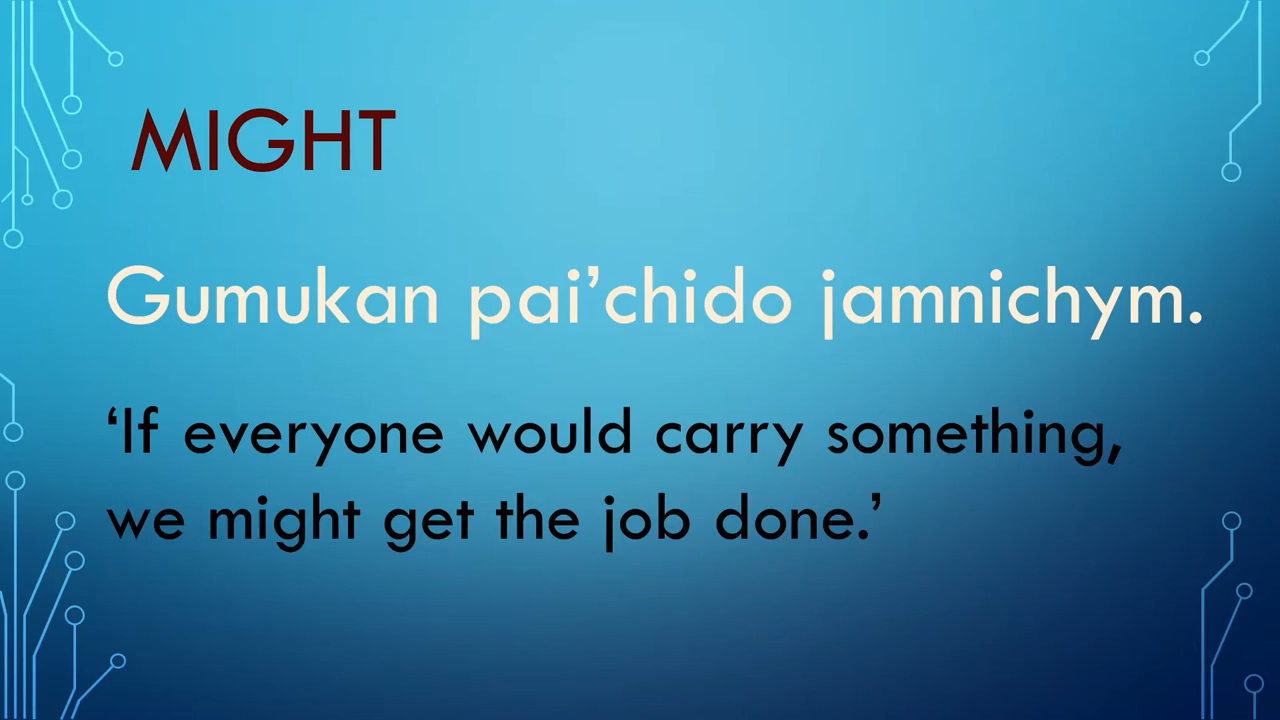 MIGHT
Gumukan pai’chido jamnichym.
‘If everyone would carry something,
we might get the job done.’